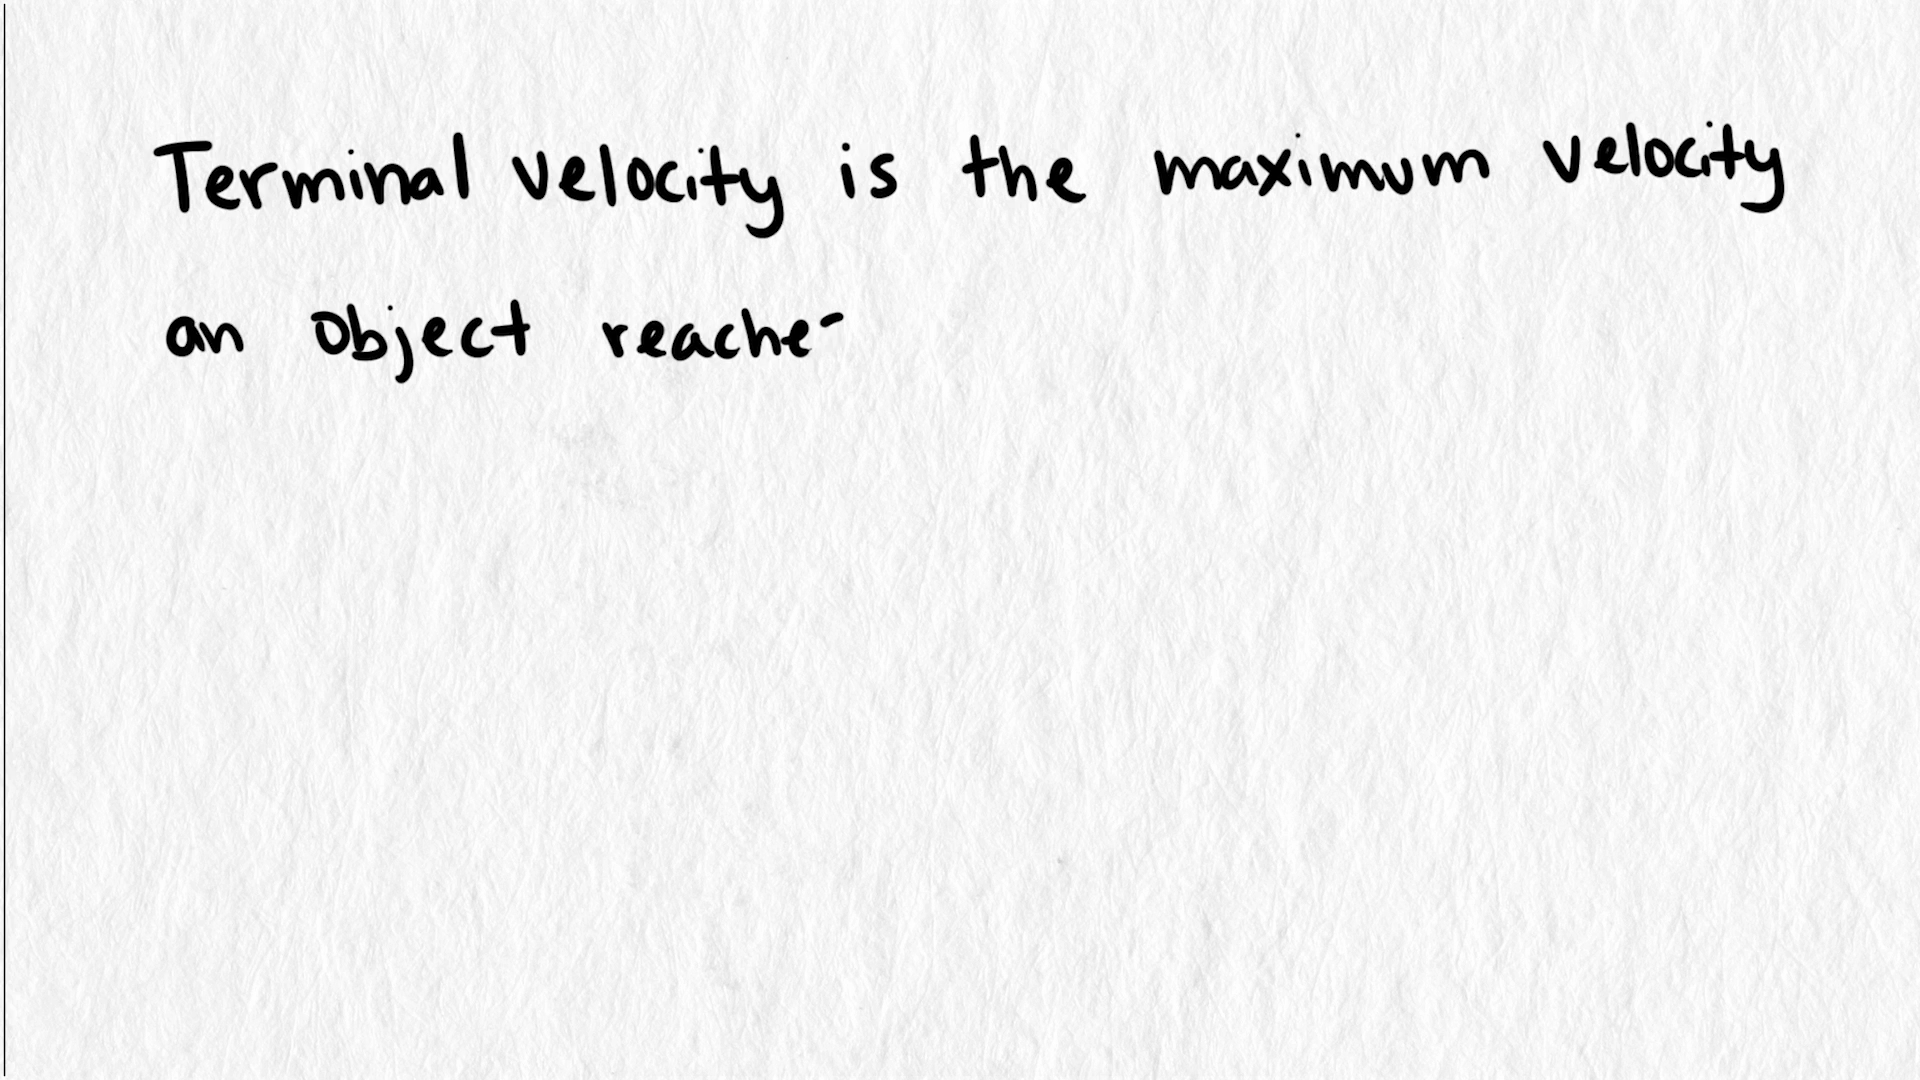 Terminal velocity is the maximum velocity
an object reache